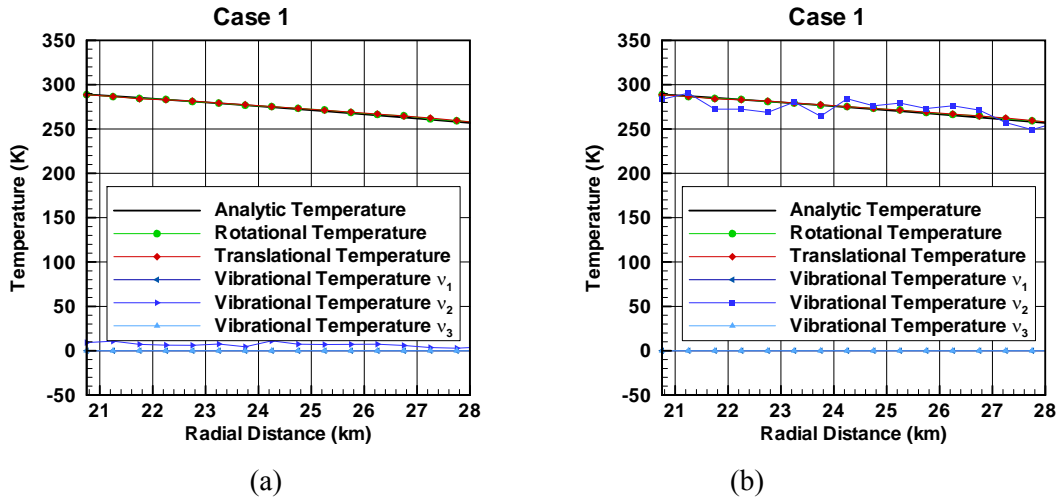 Case 1
350
300
250
200
150
100
50
0
-50
Temperature (K)
Analytic Temperature
Rotational Temperature
Translational Temperature
Vibrational Temperature ν1
Vibrational Temperature ν2
Vibrational Temperature ν3
21 22 23 24 25 26 27 28
Radial Distance (km)
(a)
Case 1
350
300
250
200
150
100
50
0
-50
Temperature (K)
Analytic Temperature
Rotational Temperature
Translational Temperature
Vibrational Temperature ν1
Vibrational Temperature ν2
Vibrational Temperature ν3
21 22 23 24 25 26 27 28
Radial Distance (km)
(b)